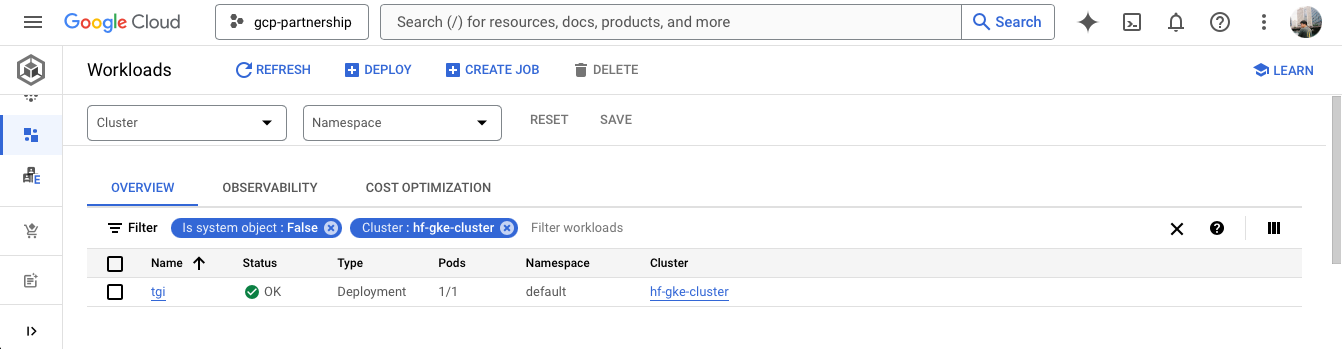 Google Cloud gcp-partnership Search (/) for resources, docs, products, and more Search
Workloads REFRESH DEPLOY CREATE JOB DELETE LEARN
Cluster Namespace RESET SAVE
OVERVIEW OBSERVABILITY COST OPTIMIZATION
Filter Is system object : False Cluster : hf-gke-cluster Filter workloads
Name Status Type Pods Namespace Cluster
tgi OK Deployment 1/1 default hf-gke-cluster